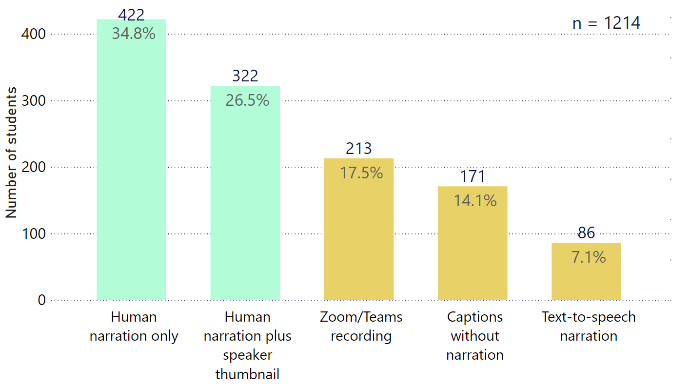 n = 1214
Number of students
400
300
200
100
0
422
34.8%
322
26.5%
213
17.5%
171
14.1%
86
7.1%
Human
narration only
Human
narration plus
speaker
thumbnail
Zoom/Teams
recording
Captions
without
narration
Text-to-speech
narration